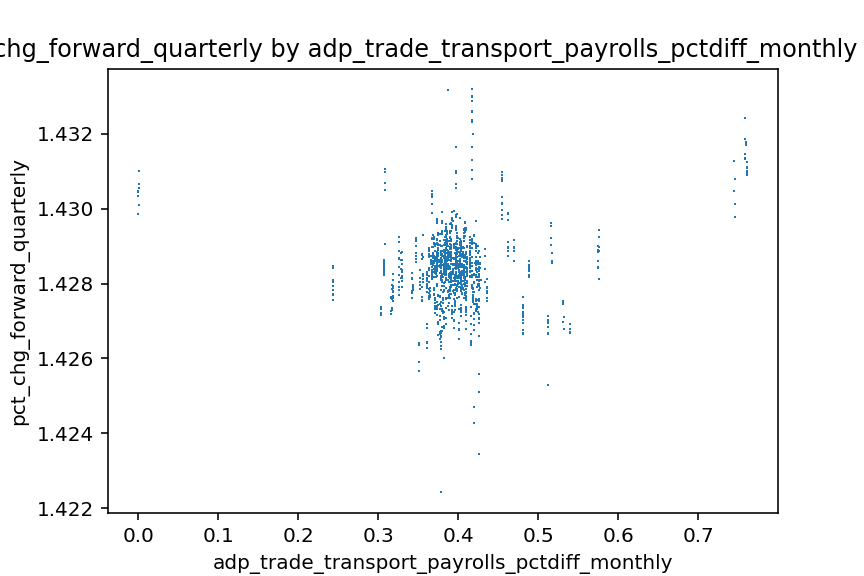 chg_forward_quarterly by adp_trade_transport_payrolls_pctdiff_monthly
1.432
1.430
1.428
1.426
1.424
1.422
pct_chg_forward_quarterly
0.0 0.1 0.2 0.3 0.4 0.5 0.6 0.7
adp_trade_transport_payrolls_pctdiff_monthly